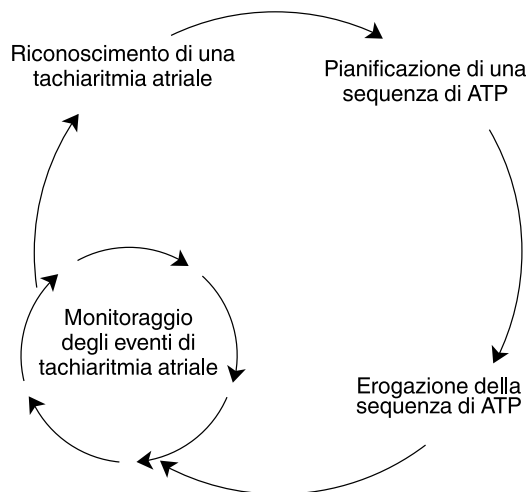 Riconoscimento di una
tachiaritmia atriale
Pianificazione di una
sequenza di ATP
Monitoraggio
degli eventi di
tachiaritmia atriale
Erogazione della
sequenza di ATP